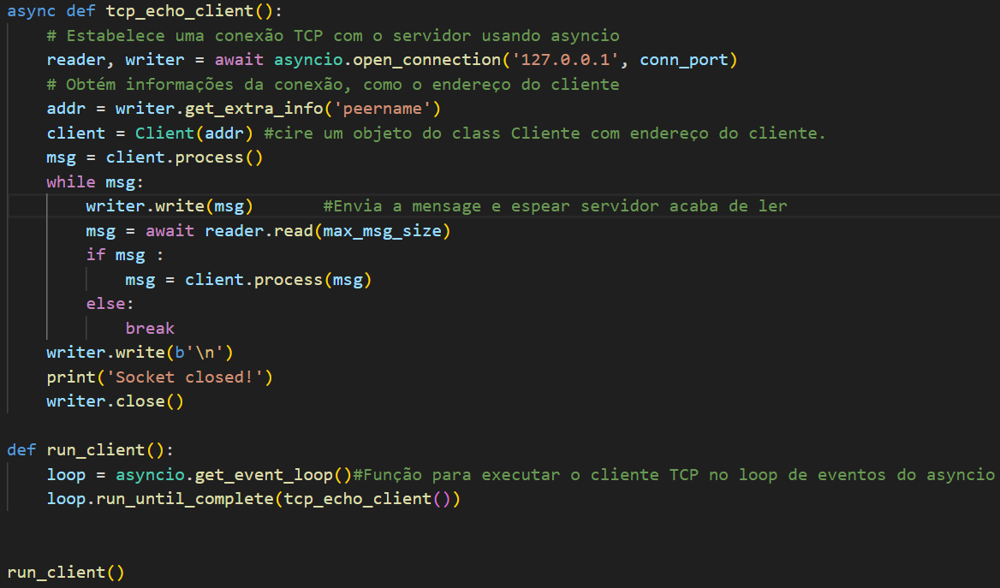 async def tcp_echo_client():
    # Estabelece uma conexão TCP com o servidor usando asyncio
    reader, writer = await asyncio.open_connection('127.0.0.1', conn_port)
    # Obtém informações da conexão, como o endereço do cliente
    addr = writer.get_extra_info('peername')
    client = Client(addr) #cire um objeto do class Cliente com endereço do cliente.
    msg = client.process()
    while msg:
        writer.write(msg)       #Envia a mensage e espear servidor acaba de ler
        msg = await reader.read(max_msg_size)
        if msg :
            msg = client.process(msg)
        else:
            break
    writer.write(b'\n')
    print('Socket closed!')
    writer.close()
def run_client():
    loop = asyncio.get_event_loop()#Função para executar o cliente TCP no loop de eventos do asyncio
    loop.run_until_complete(tcp_echo_client())
run_client()